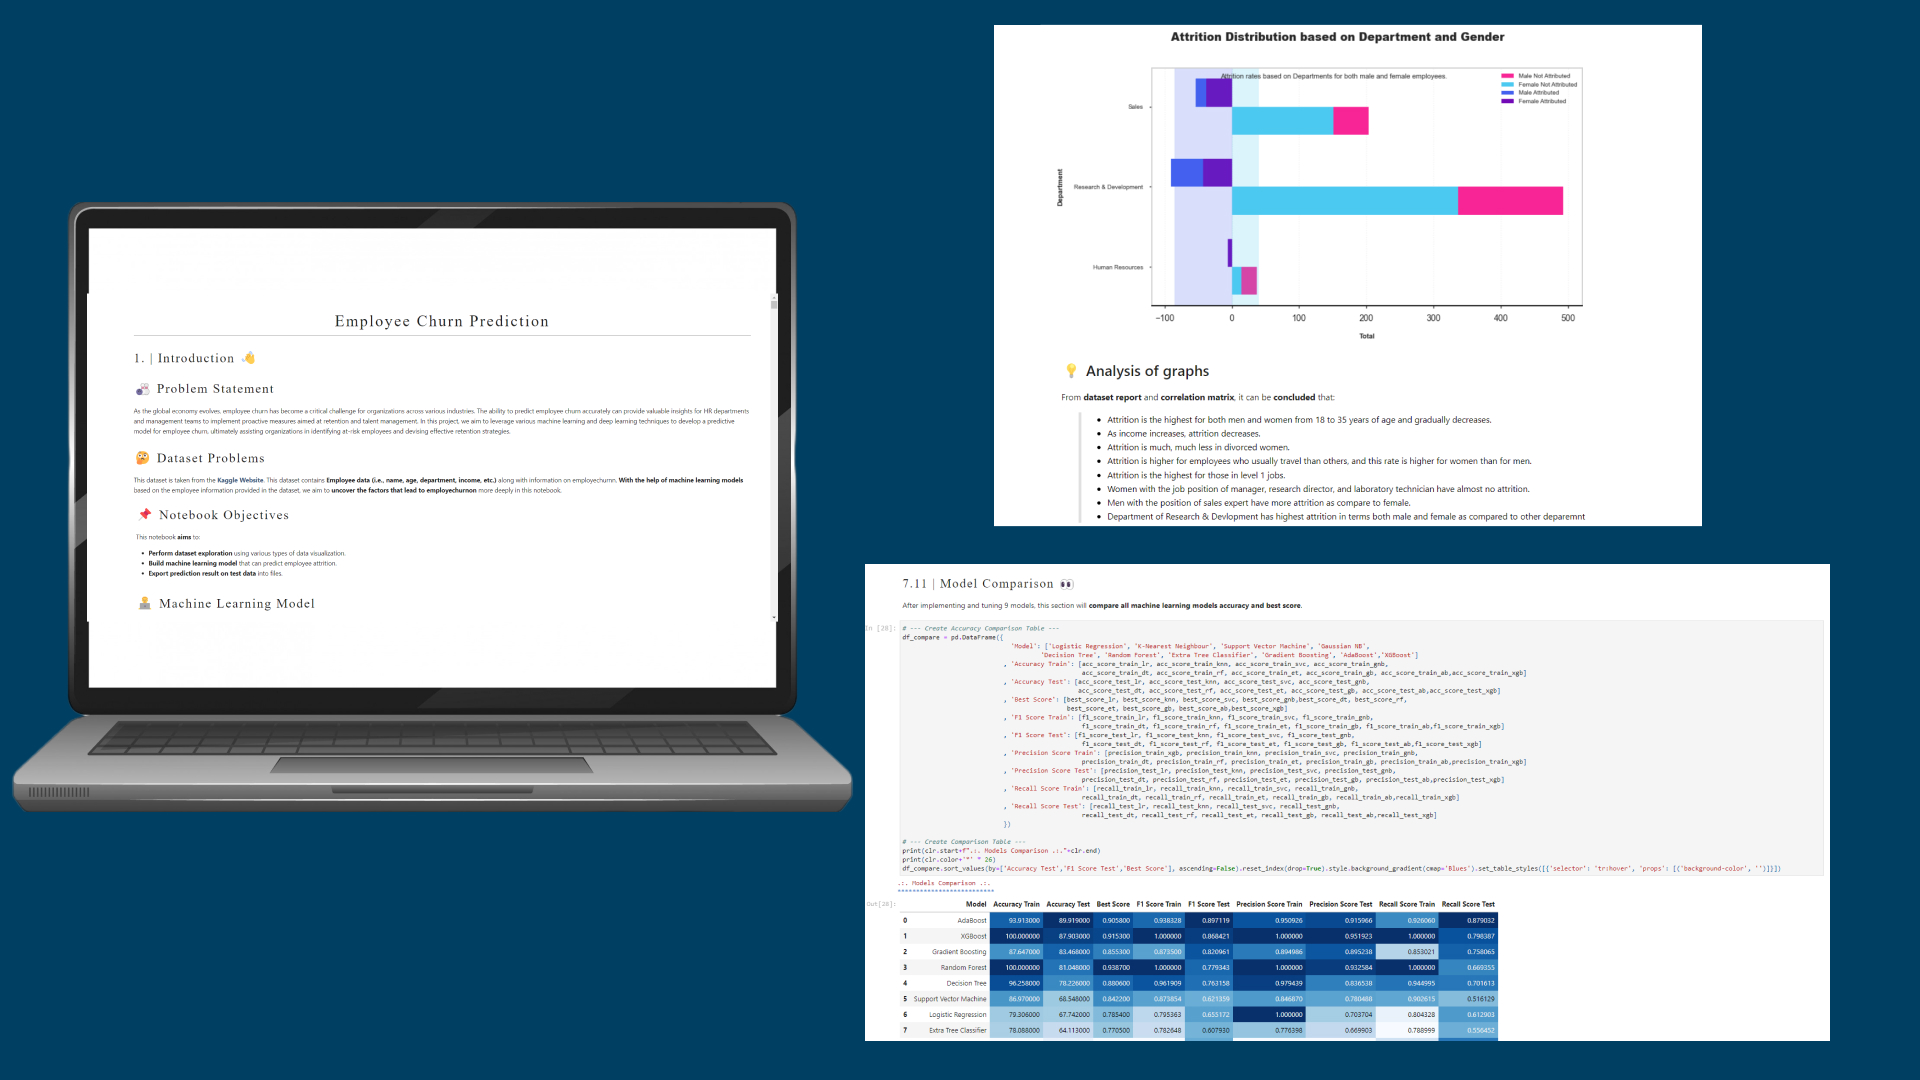 Employee Churn Prediction
1. | Introduction 👋
Problem Statement
As the global economy evolves, employee churn has become a critical challenge for organizations across various industries. The ability to predict employee churn accurately can provide valuable insights for HR departments
and management teams to implement proactive measures aimed at retention and talent management. In this project, we aim to leverage various machine learning and deep learning techniques to develop a predictive
model for employee churn, ultimately assisting organizations in identifying at-risk employees and devising effective retention strategies.
🤔 Dataset Problems
This dataset is taken from the Kaggle Website. This dataset contains Employee data (i.e., name, age, department, income, etc.) along with information on employechurn. With the help of machine learning models
based on the employee information provided in the dataset, we aim to uncover the factors that lead to employechurnon more deeply in this notebook.
📌 Notebook Objectives
This notebook aims to:
• Perform dataset exploration using various types of data visualization.
• Build machine learning model that can predict employee attrition.
• Export prediction result on test data into files.
Machine Learning Model
Attrition Distribution based on Department and Gender
Attrition rates based on Departments for both male and female employees.
Male Not Attributed
Female Not Attributed
Male Attributed
Female Attributed
Sales
Research & Development
Human Resources
Department
−100 0 100 200 300 400 500
Total
💡 Analysis of graphs
From dataset report and correlation matrix, it can be concluded that:
• Attrition is the highest for both men and women from 18 to 35 years of age and gradually decreases.
• As income increases, attrition decreases.
• Attrition is much, much less in divorced women.
• Attrition is higher for employees who usually travel than others, and this rate is higher for women than for men.
• Attrition is the highest for those in level 1 jobs.
• Women with the job position of manager, research director, and laboratory technician have almost no attrition.
• Men with the position of sales expert have more attrition as compare to female.
• Department of Research & Devlopment has highest attrition in terms both male and female as compared to other deparemnt
7.11 | Model Comparison 👀
After implementing and tuning 9 models, this section will compare all machine learning models accuracy and best score.
In [28]:
# --- Create Accuracy Comparison Table ---
df_compare = pd.DataFrame({
'Model': ['Logistic Regression', 'K-Nearest Neighbour', 'Support Vector Machine', 'Gaussian NB',
'Decision Tree', 'Random Forest', 'Extra Tree Classifier', 'Gradient Boosting', 'AdaBoost','XGBoost']
, 'Accuracy Train': [acc_score_train_lr, acc_score_train_knn, acc_score_train_svc, acc_score_train_gnb,
acc_score_train_dt, acc_score_train_rf, acc_score_train_et, acc_score_train_gb, acc_score_train_ab,acc_score_train_xgb]
, 'Accuracy Test': [acc_score_test_lr, acc_score_test_knn, acc_score_test_svc, acc_score_test_gnb,
acc_score_test_dt, acc_score_test_rf, acc_score_test_et, acc_score_test_gb, acc_score_test_ab,acc_score_test_xgb]
, 'Best Score': [best_score_lr, best_score_knn, best_score_svc, best_score_gnb,best_score_dt, best_score_rf,
best_score_et, best_score_gb, best_score_ab,best_score_xgb]
, 'F1 Score Train': [f1_score_train_lr, f1_score_train_knn, f1_score_train_svc, f1_score_train_gnb,
f1_score_train_dt, f1_score_train_rf, f1_score_train_et, f1_score_train_gb, f1_score_train_ab,f1_score_train_xgb]
, 'F1 Score Test': [f1_score_test_lr, f1_score_test_knn, f1_score_test_svc, f1_score_test_gnb,
f1_score_test_dt, f1_score_test_rf, f1_score_test_et, f1_score_test_gb, f1_score_test_ab,f1_score_test_xgb]
, 'Precision Score Train': [precision_train_xgb, precision_train_knn, precision_train_svc, precision_train_gnb,
precision_train_dt, precision_train_rf, precision_train_et, precision_train_gb, precision_train_ab,precision_train_xgb]
, 'Precision Score Test': [precision_test_lr, precision_test_knn, precision_test_svc, precision_test_gnb,
precision_test_dt, precision_test_rf, precision_test_et, precision_test_gb, precision_test_ab,precision_test_xgb]
, 'Recall Score Train': [recall_train_lr, recall_train_knn, recall_train_svc, recall_train_gnb,
recall_train_dt, recall_train_rf, recall_train_et, recall_train_gb, recall_train_ab,recall_train_xgb]
, 'Recall Score Test': [recall_test_lr, recall_test_knn, recall_test_svc, recall_test_gnb,
recall_test_dt, recall_test_rf, recall_test_et, recall_test_gb, recall_test_ab,recall_test_xgb]
})
# --- Create Comparison Table ---
print(clr.start+f".:. Models Comparison .:."+clr.end)
print(clr.color+"*" * 26)
df_compare.sort_values(by=['Accuracy Test','F1 Score Test','Best Score'], ascending=False).reset_index(drop=True).style.background_gradient(cmap='Blues').set_table_styles([{'selector': 'tr:hover', 'props': [('background-color', '')]}])
.:. Models Comparison .:.
**************************
Out[28]:
Model Accuracy Train Accuracy Test Best Score F1 Score Train F1 Score Test Precision Score Train Precision Score Test Recall Score Train Recall Score Test
0 AdaBoost 93.913000 89.919000 0.905800 0.938328 0.897119 0.950926 0.915966 0.926060 0.879032
1 XGBoost 100.000000 87.903000 0.915300 1.000000 0.868421 1.000000 0.951923 1.000000 0.798387
2 Gradient Boosting 87.647000 83.468000 0.855300 0.873500 0.820961 0.894986 0.895238 0.853021 0.758065
3 Random Forest 100.000000 81.048000 0.938700 1.000000 0.779343 1.000000 0.932584 1.000000 0.669355
4 Decision Tree 96.258000 78.226000 0.880600 0.961909 0.763158 0.979439 0.836538 0.944995 0.701613
5 Support Vector Machine 86.970000 68.548000 0.842200 0.873854 0.621359 0.846870 0.780488 0.902615 0.516129
6 Logistic Regression 79.306000 67.742000 0.785400 0.795363 0.655172 1.000000 0.703704 0.804328 0.612903
7 Extra Tree Classifier 78.088000 64.113000 0.770500 0.782648 0.607930 0.776398 0.669903 0.788999 0.556452